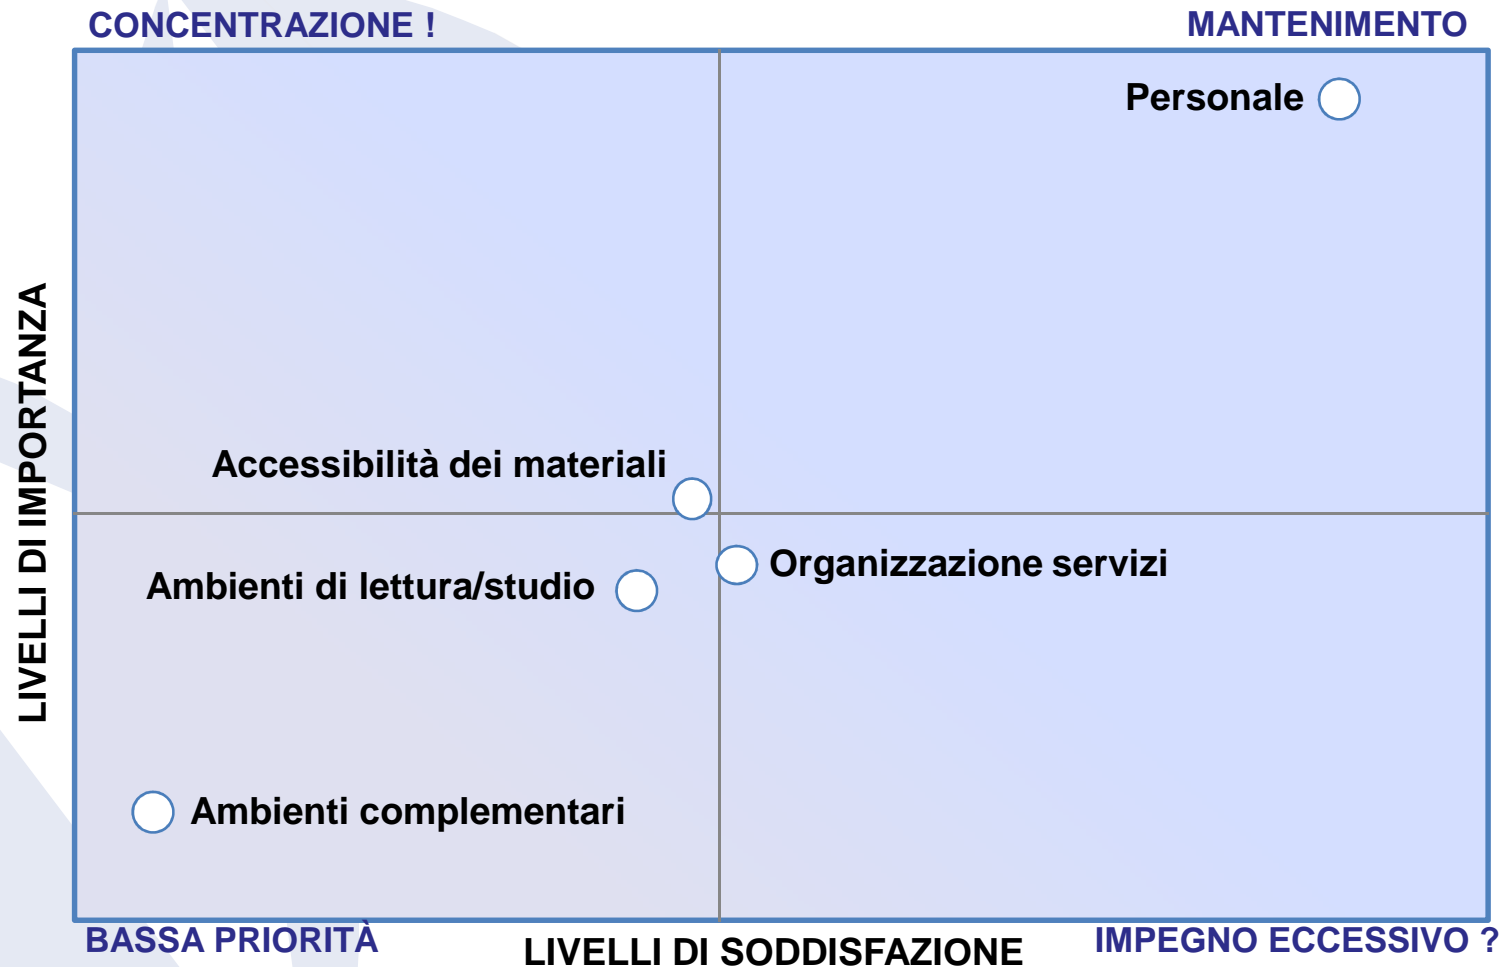 CONCENTRAZIONE !
MANTENIMENTO
Personale
LIVELLI DI IMPORTANZA
Accessibilità dei materiali
Organizzazione servizi
Ambienti di lettura/studio
Ambienti complementari
BASSA PRIORITÀ
LIVELLI DI SODDISFAZIONE
IMPEGNO ECCESSIVO ?